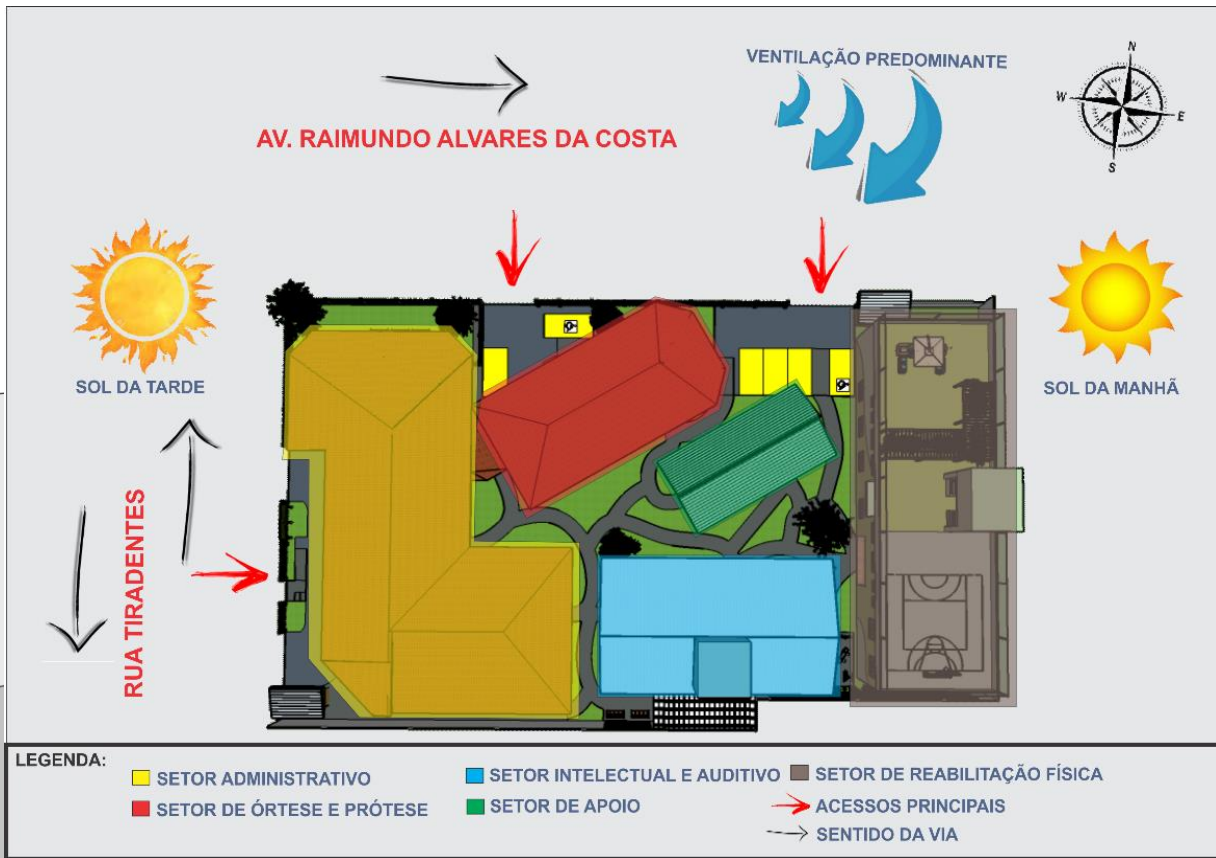 VENTILAÇÃO PREDOMINANTE
N
W
E
S
AV. RAIMUNDO ALVARES DA COSTA
SOL DA TARDE
SOL DA MANHÃ
RUA TIRADENTES
LEGENDA:
SETOR ADMINISTRATIVO
SETOR INTELECTUAL E AUDITIVO
SETOR DE REABILITAÇÃO FÍSICA
SETOR DE ÓRTESE E PRÓTESE
SETOR DE APOIO
ACESSOS PRINCIPAIS
SENTIDO DA VIA